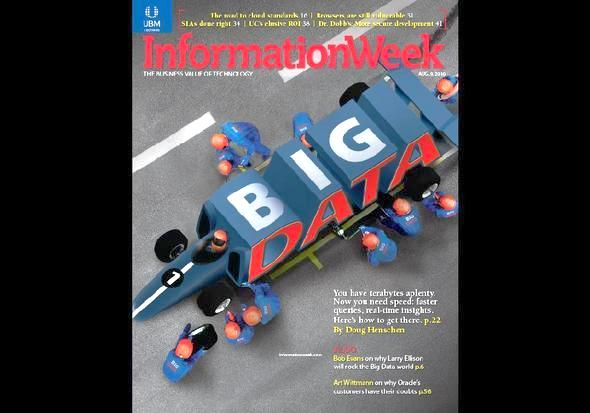 UBM
The road to cloud standards 16 | Browsers are still vulnerable 31
SLAs done right 34 | UC's elusive ROI 38 | Dr. Dobb's: More secure development 41
InformationWeek
THE BUSINESS VALUE OF TECHNOLOGY
AUG. 9, 2010
BIG
DATA
1
You have terabytes aplenty.
Now you need speed: faster
queries, real-time insights.
Here's how to get there. p.22
By Doug Henschen
informationweek.com
PLUS
Bob Evans on why Larry Ellison
will rock the Big Data world p.6
Art Wittmann on why Oracle's
customers have their doubts p.56